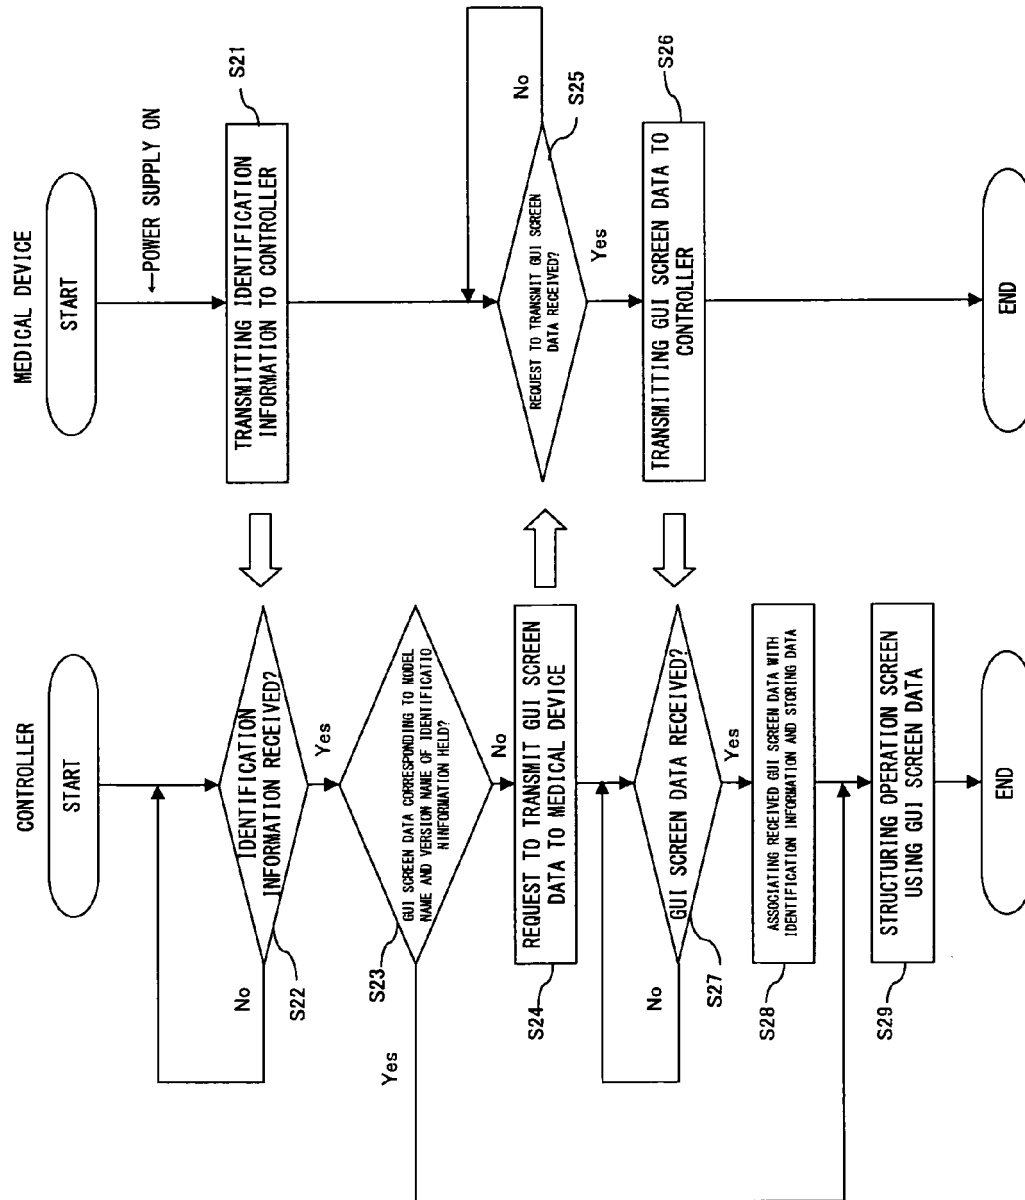 CONTROLLER
START
IDENTIFICATION
INFORMATION RECEIVED?
No
S22
Yes
GUI SCREEN DATA CORRESPONDING TO MODEL
NAME AND VERSION NAME OF IDENTIFICATIO
NINFORMATION HELD?
S23
Yes
No
REQUEST TO TRANSMIT GUI SCREEN
DATA TO MEDICAL DEVICE
S24
GUI SCREEN DATA RECEIVED?
No
S27
Yes
ASSOCIATING RECEIVED GUI SCREEN DATA WITH
IDENTIFICATION INFORMATION AND STORING DATA
S28
STRUCTURING OPERATION SCREEN
USING GUI SCREEN DATA
S29
END
MEDICAL DEVICE
START
←POWER SUPPLY ON
TRANSMITTING IDENTIFICATION
INFORMATION TO CONTROLLER
S21
REQUEST TO TRANSMIT GUI SCREEN
DATA RECEIVED?
No
S25
Yes
TRANSMITTING GUI SCREEN DATA TO
CONTROLLER
S26
END